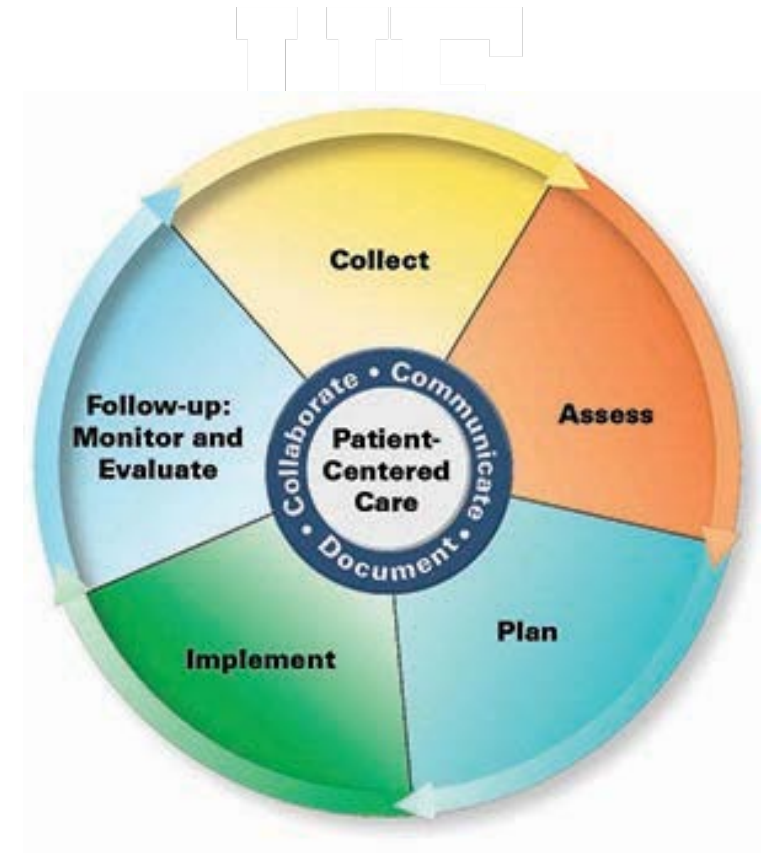 Collect
Assess
Plan
Implement
Follow-up:
Monitor and
Evaluate
Collaborate • Communicate • Document •
Patient-
Centered
Care